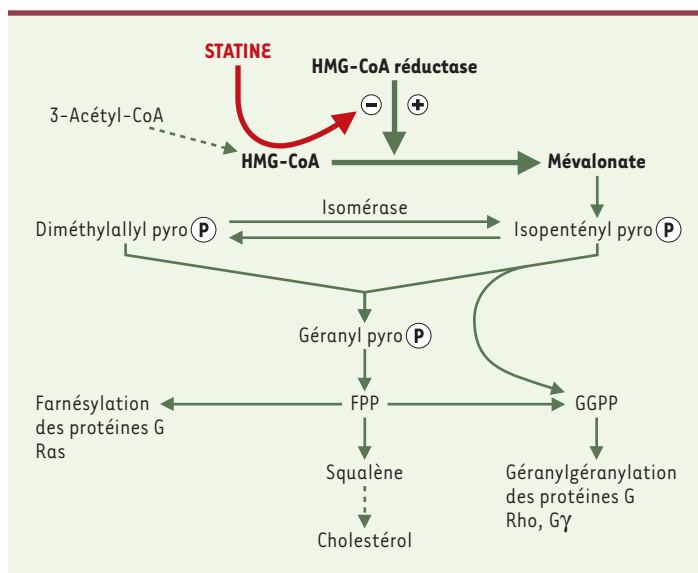 STATINE
HMG-CoA réductase
− +
3-Acétyl-CoA
HMG-CoA
Mévalonate
Isomérase
Diméthylallyl pyro P
Isopentényl pyro P
Géranyl pyro P
Farnésylation
des protéines G
Ras
FPP
GGPP
Squalène
Cholestérol
Géranylgéranylation
des protéines G
Rho, Gγ